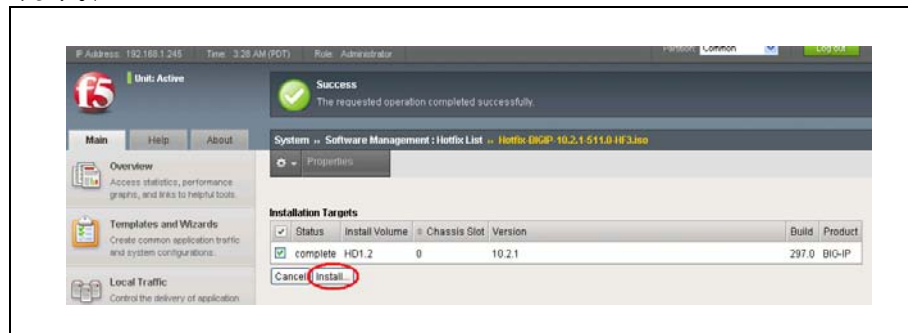 IP Address: 192.168.1.245 Time: 3:28 AM (PDT) Role: Administrator Partition: Common Log out
f5
Unit: Active
Success
The requested operation completed successfully.
Main Help About
System ›› Software Management : Hotfix List ›› Hotfix-BIGIP-10.2.1-511.0-HF3.iso
Properties
Overview
Access statistics, performance
graphs, and links to helpful tools.
Templates and Wizards
Create common application traffic
and system configurations.
Local Traffic
Control the delivery of application
Installation Targets
Status Install Volume Chassis Slot Version Build Product
complete HD1.2 0 10.2.1 297.0 BIG-IP
Cancel Install...